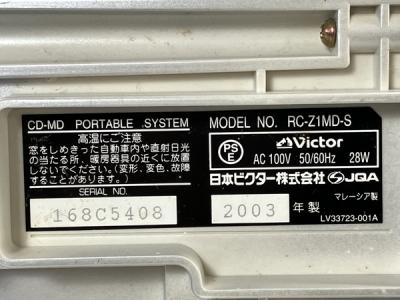 CD-MD PORTABLE SYSTEM
高温にご注意
窓をしめきった自動車内や直射日光
の当る所、暖房器具の近くに放置し
ないでください。(変形、変色、故障
することがあります。)
SERIAL NO.
168C5408
MODEL NO. RC-Z1MD-S
PS
E
Victor
AC 100V 50/60Hz 28W
日本ビクター株式会社 JQA
2003 年製
マレーシア製
LV33723-001A